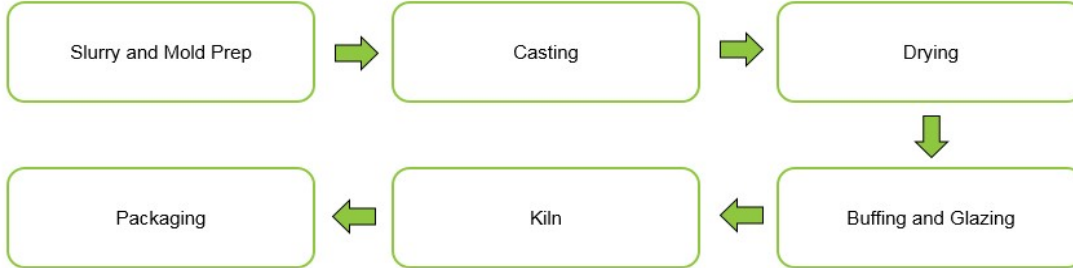 Slurry and Mold Prep
Casting
Drying
Buffing and Glazing
Kiln
Packaging